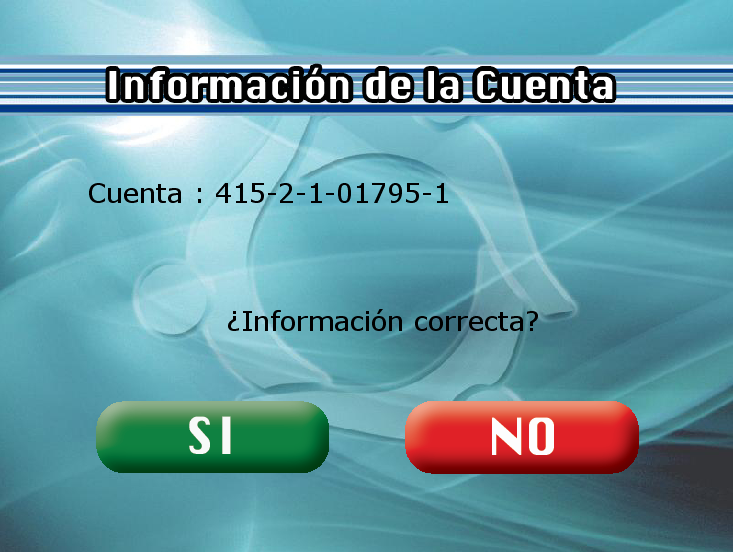 Información de la Cuenta
Cuenta : 415-2-1-01795-1
¿Información correcta?
SI
NO